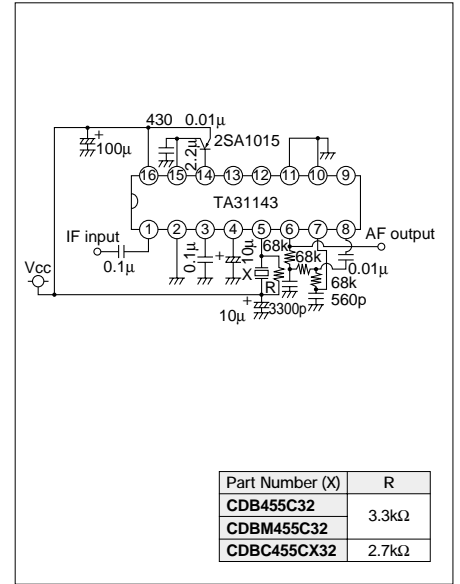 430 0.01μ
+
100μ
2.2μ
2SA1015
16 15 14 13 12 11 10 9
TA31143
1 2 3 4 5 6 7 8
IF input
0.1μ
0.1μ
+
10μ
68k
68k
AF output
Vcc
X
R
0.01μ
68k
+
10μ
3300p
560p
Part Number (X) R
CDB455C32 3.3kΩ
CDBM455C32
CDBC455CX32 2.7kΩ